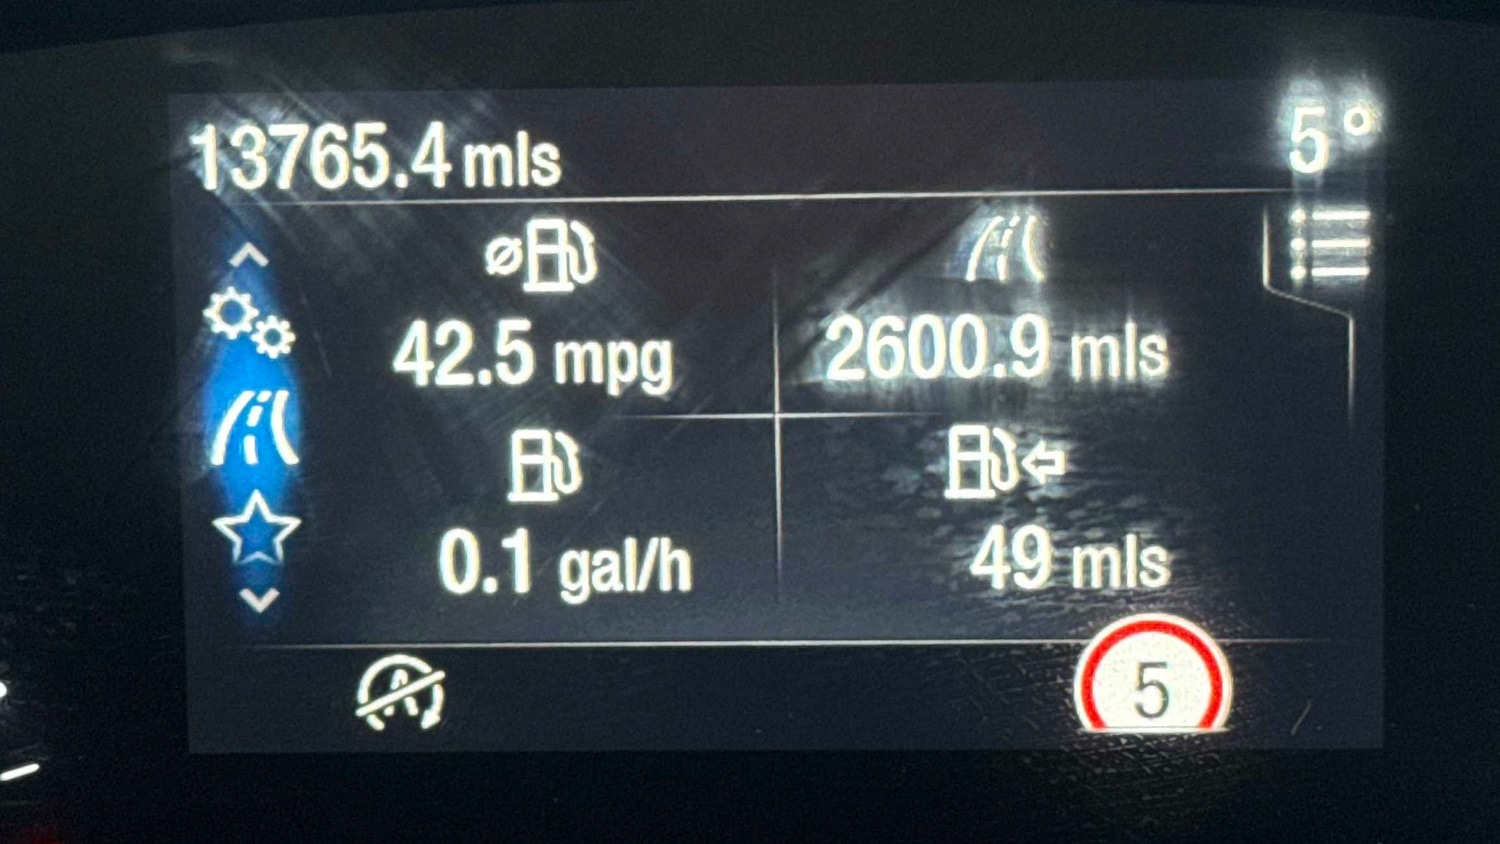 13765.4 mls
5°
42.5 mpg
2600.9 mls
0.1 gal/h
49 mls
5